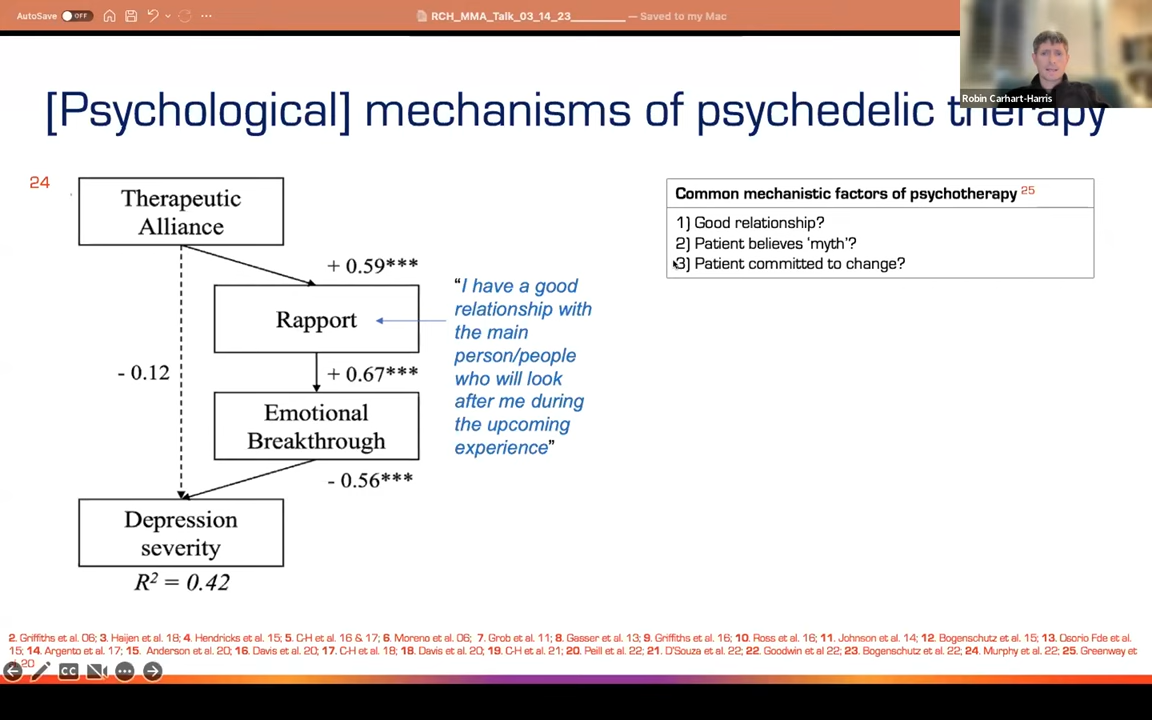 AutoSave OFF
RCH_MMA_Talk_03_14_23_________ — Saved to my Mac
Robin Carhart-Harris
[Psychological] mechanisms of psychedelic therapy
24
Therapeutic
Alliance
+ 0.59***
Rapport
- 0.12
+ 0.67***
Emotional
Breakthrough
- 0.56***
Depression
severity
R² = 0.42
“I have a good
relationship with
the main
person/people
who will look
after me during
the upcoming
experience”
Common mechanistic factors of psychotherapy 25
1) Good relationship?
2) Patient believes ‘myth’?
3) Patient committed to change?
2. Griffiths et al. 06; 3. Haijen et al. 18; 4. Hendricks et al. 15; 5. C-H et al. 16 & 17; 6. Moreno et al. 06; 7. Grob et al. 11; 8. Gasser et al. 13; 9. Griffiths et al. 16; 10. Ross et al. 16; 11. Johnson et al. 14; 12. Bogenschutz et al. 15; 13. Osorio Fde et al.
15; 14. Argento et al. 17; 15. Anderson et al. 20; 16. Davis et al. 20; 17. C-H et al. 18; 18. Davis et al. 20; 19. C-H et al. 21; 20. Peill et al. 22; 21. D’Souza et al. 22; 22. Goodwin et al 22; 23. Bogenschutz et al. 22; 24. Murphy et al. 22; 25. Greenway et
al 20
CC